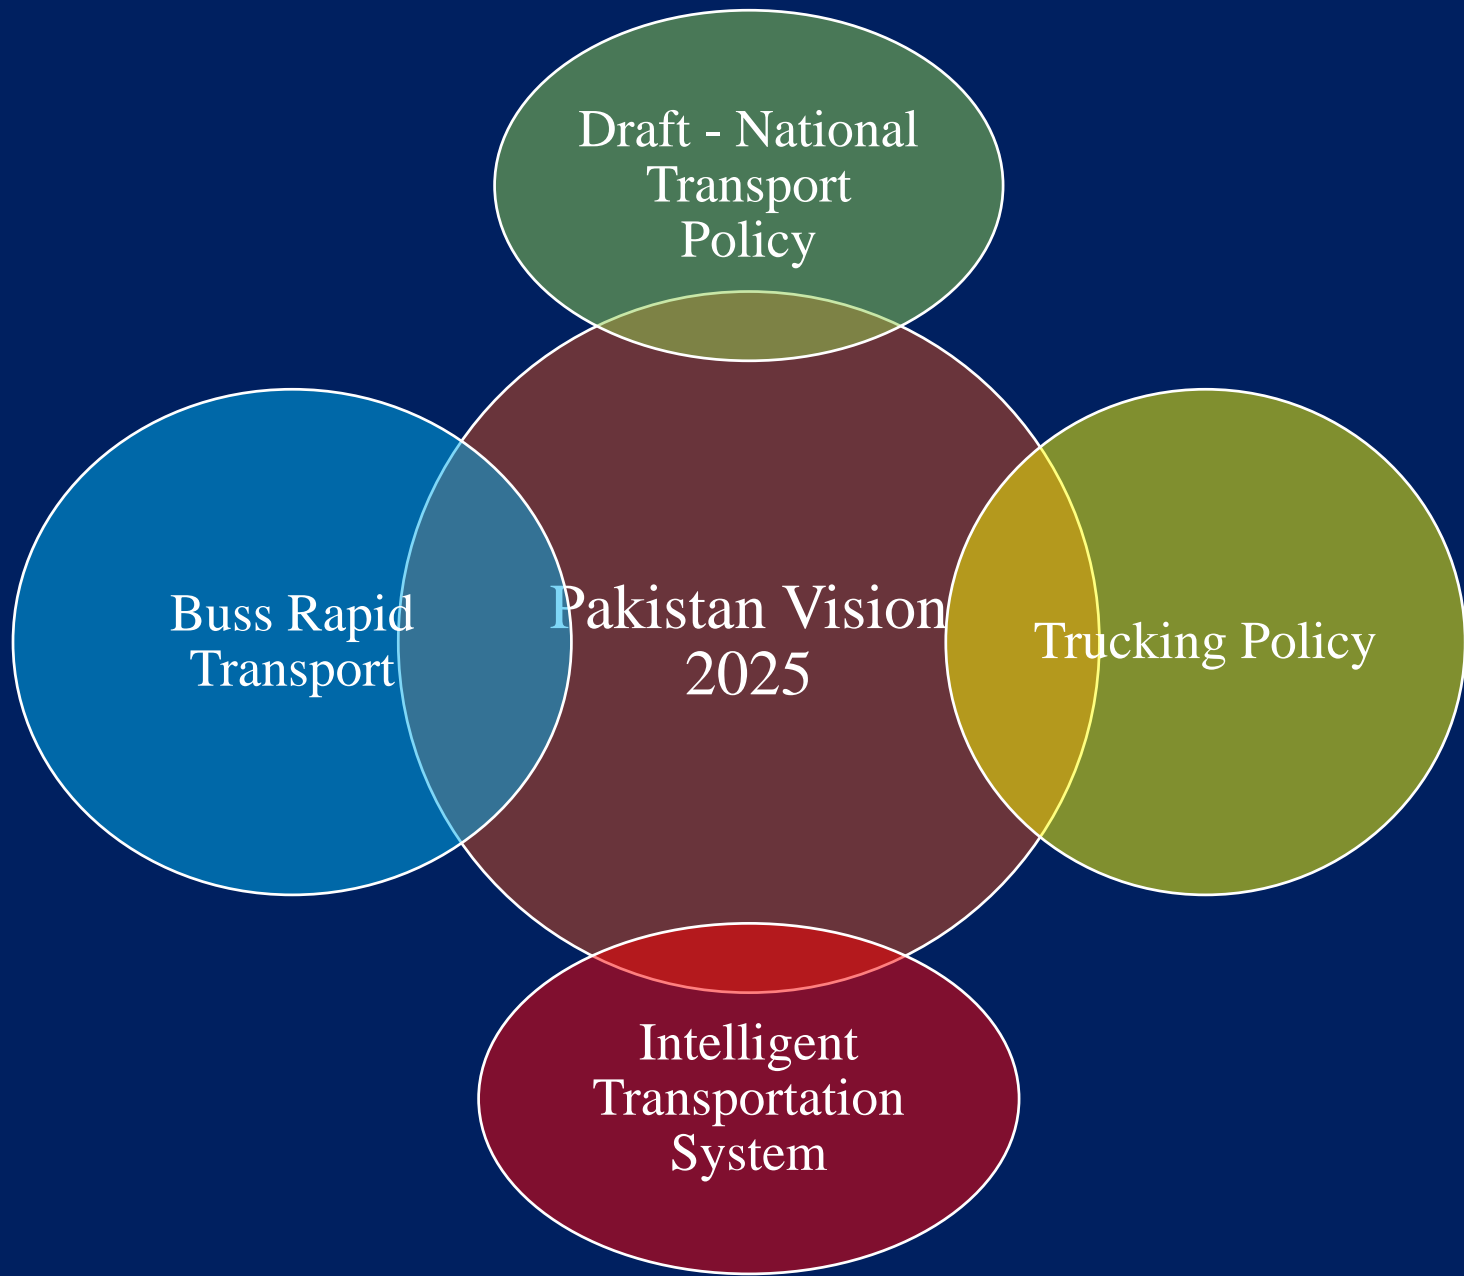 Draft - National
Transport
Policy
Buss Rapid
Transport
Pakistan Vision
2025
Trucking Policy
Intelligent
Transportation
System